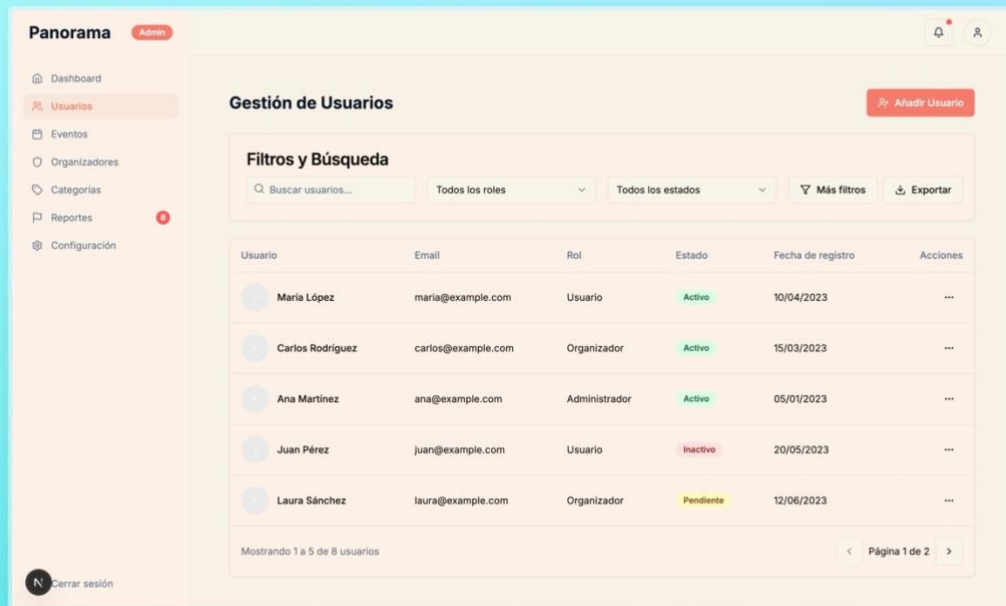 Panorama Admin
Dashboard
Usuarios
Eventos
Organizadores
Categorías
Reportes 8
Configuración
N Cerrar sesión
Gestión de Usuarios Añadir Usuario
Filtros y Búsqueda
Buscar usuarios... Todos los roles Todos los estados Más filtros Exportar
Usuario Email Rol Estado Fecha de registro Acciones
María López maria@example.com Usuario Activo 10/04/2023 ...
Carlos Rodríguez carlos@example.com Organizador Activo 15/03/2023 ...
Ana Martínez ana@example.com Administrador Activo 05/01/2023 ...
Juan Pérez juan@example.com Usuario Inactivo 20/05/2023 ...
Laura Sánchez laura@example.com Organizador Pendiente 12/06/2023 ...
Mostrando 1 a 5 de 8 usuarios < Página 1 de 2 >